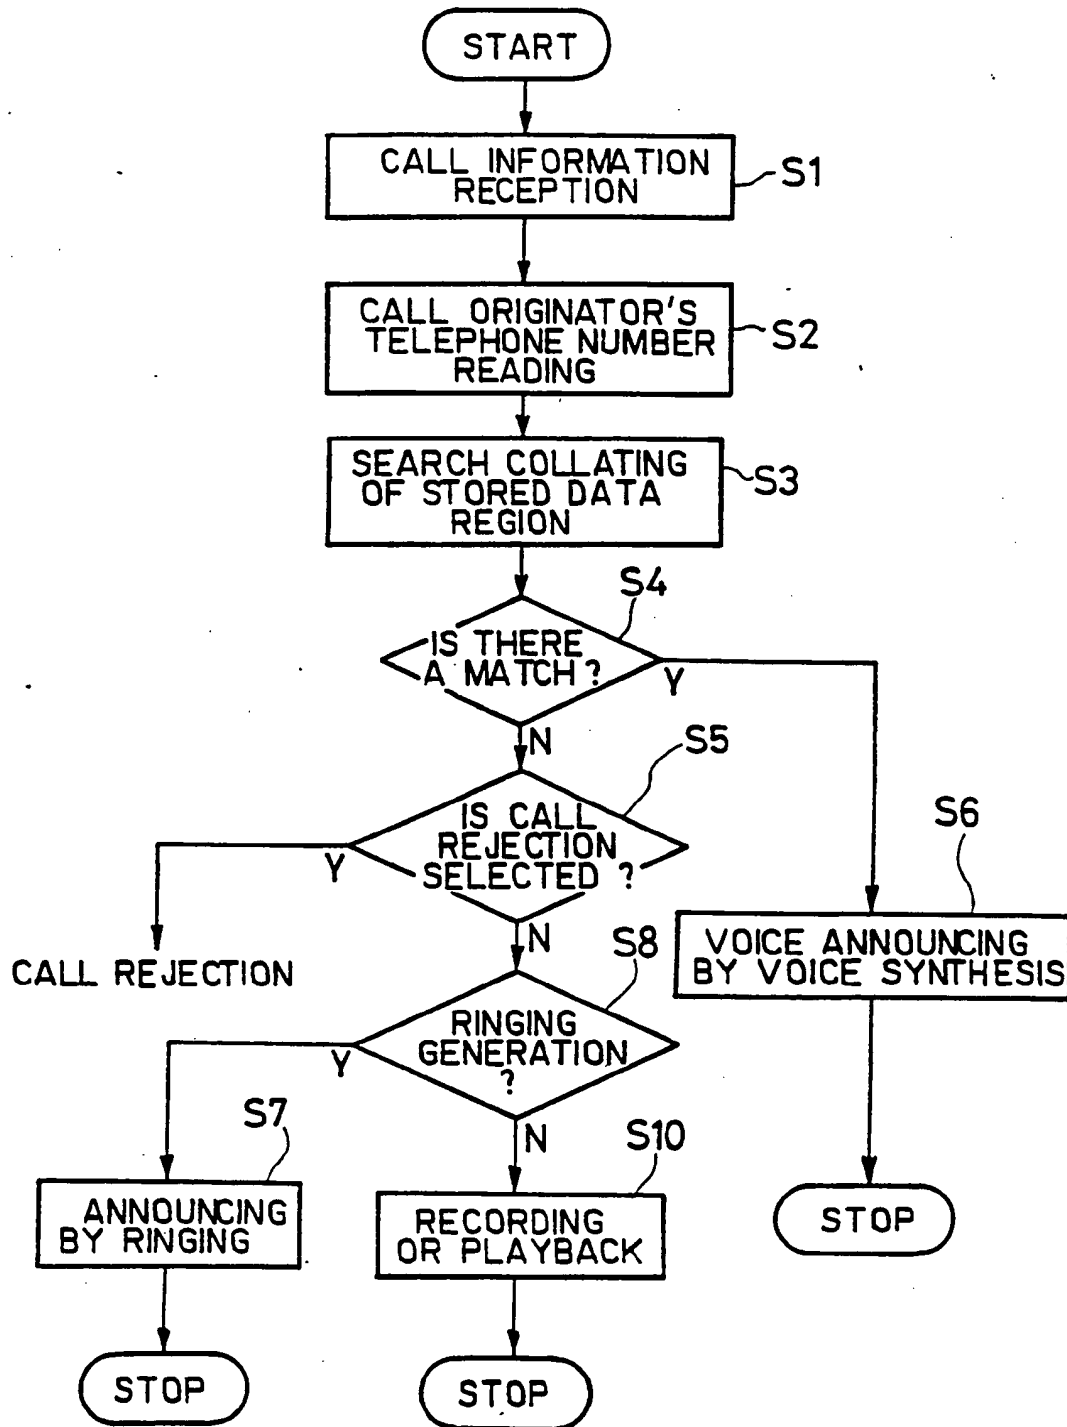 START
CALL INFORMATION
RECEPTION
S1
CALL ORIGINATOR'S
TELEPHONE NUMBER
READING
S2
SEARCH COLLATING
OF STORED DATA
REGION
S3
S4
IS THERE
A MATCH?
Y
N
S5
IS CALL
REJECTION
SELECTED ?
Y
N
CALL REJECTION
S6
VOICE ANNOUNCING
BY VOICE SYNTHESIS
S8
RINGING
GENERATION
?
Y
N
S7
ANNOUNCING
BY RINGING
S10
RECORDING
OR PLAYBACK
STOP
STOP
STOP